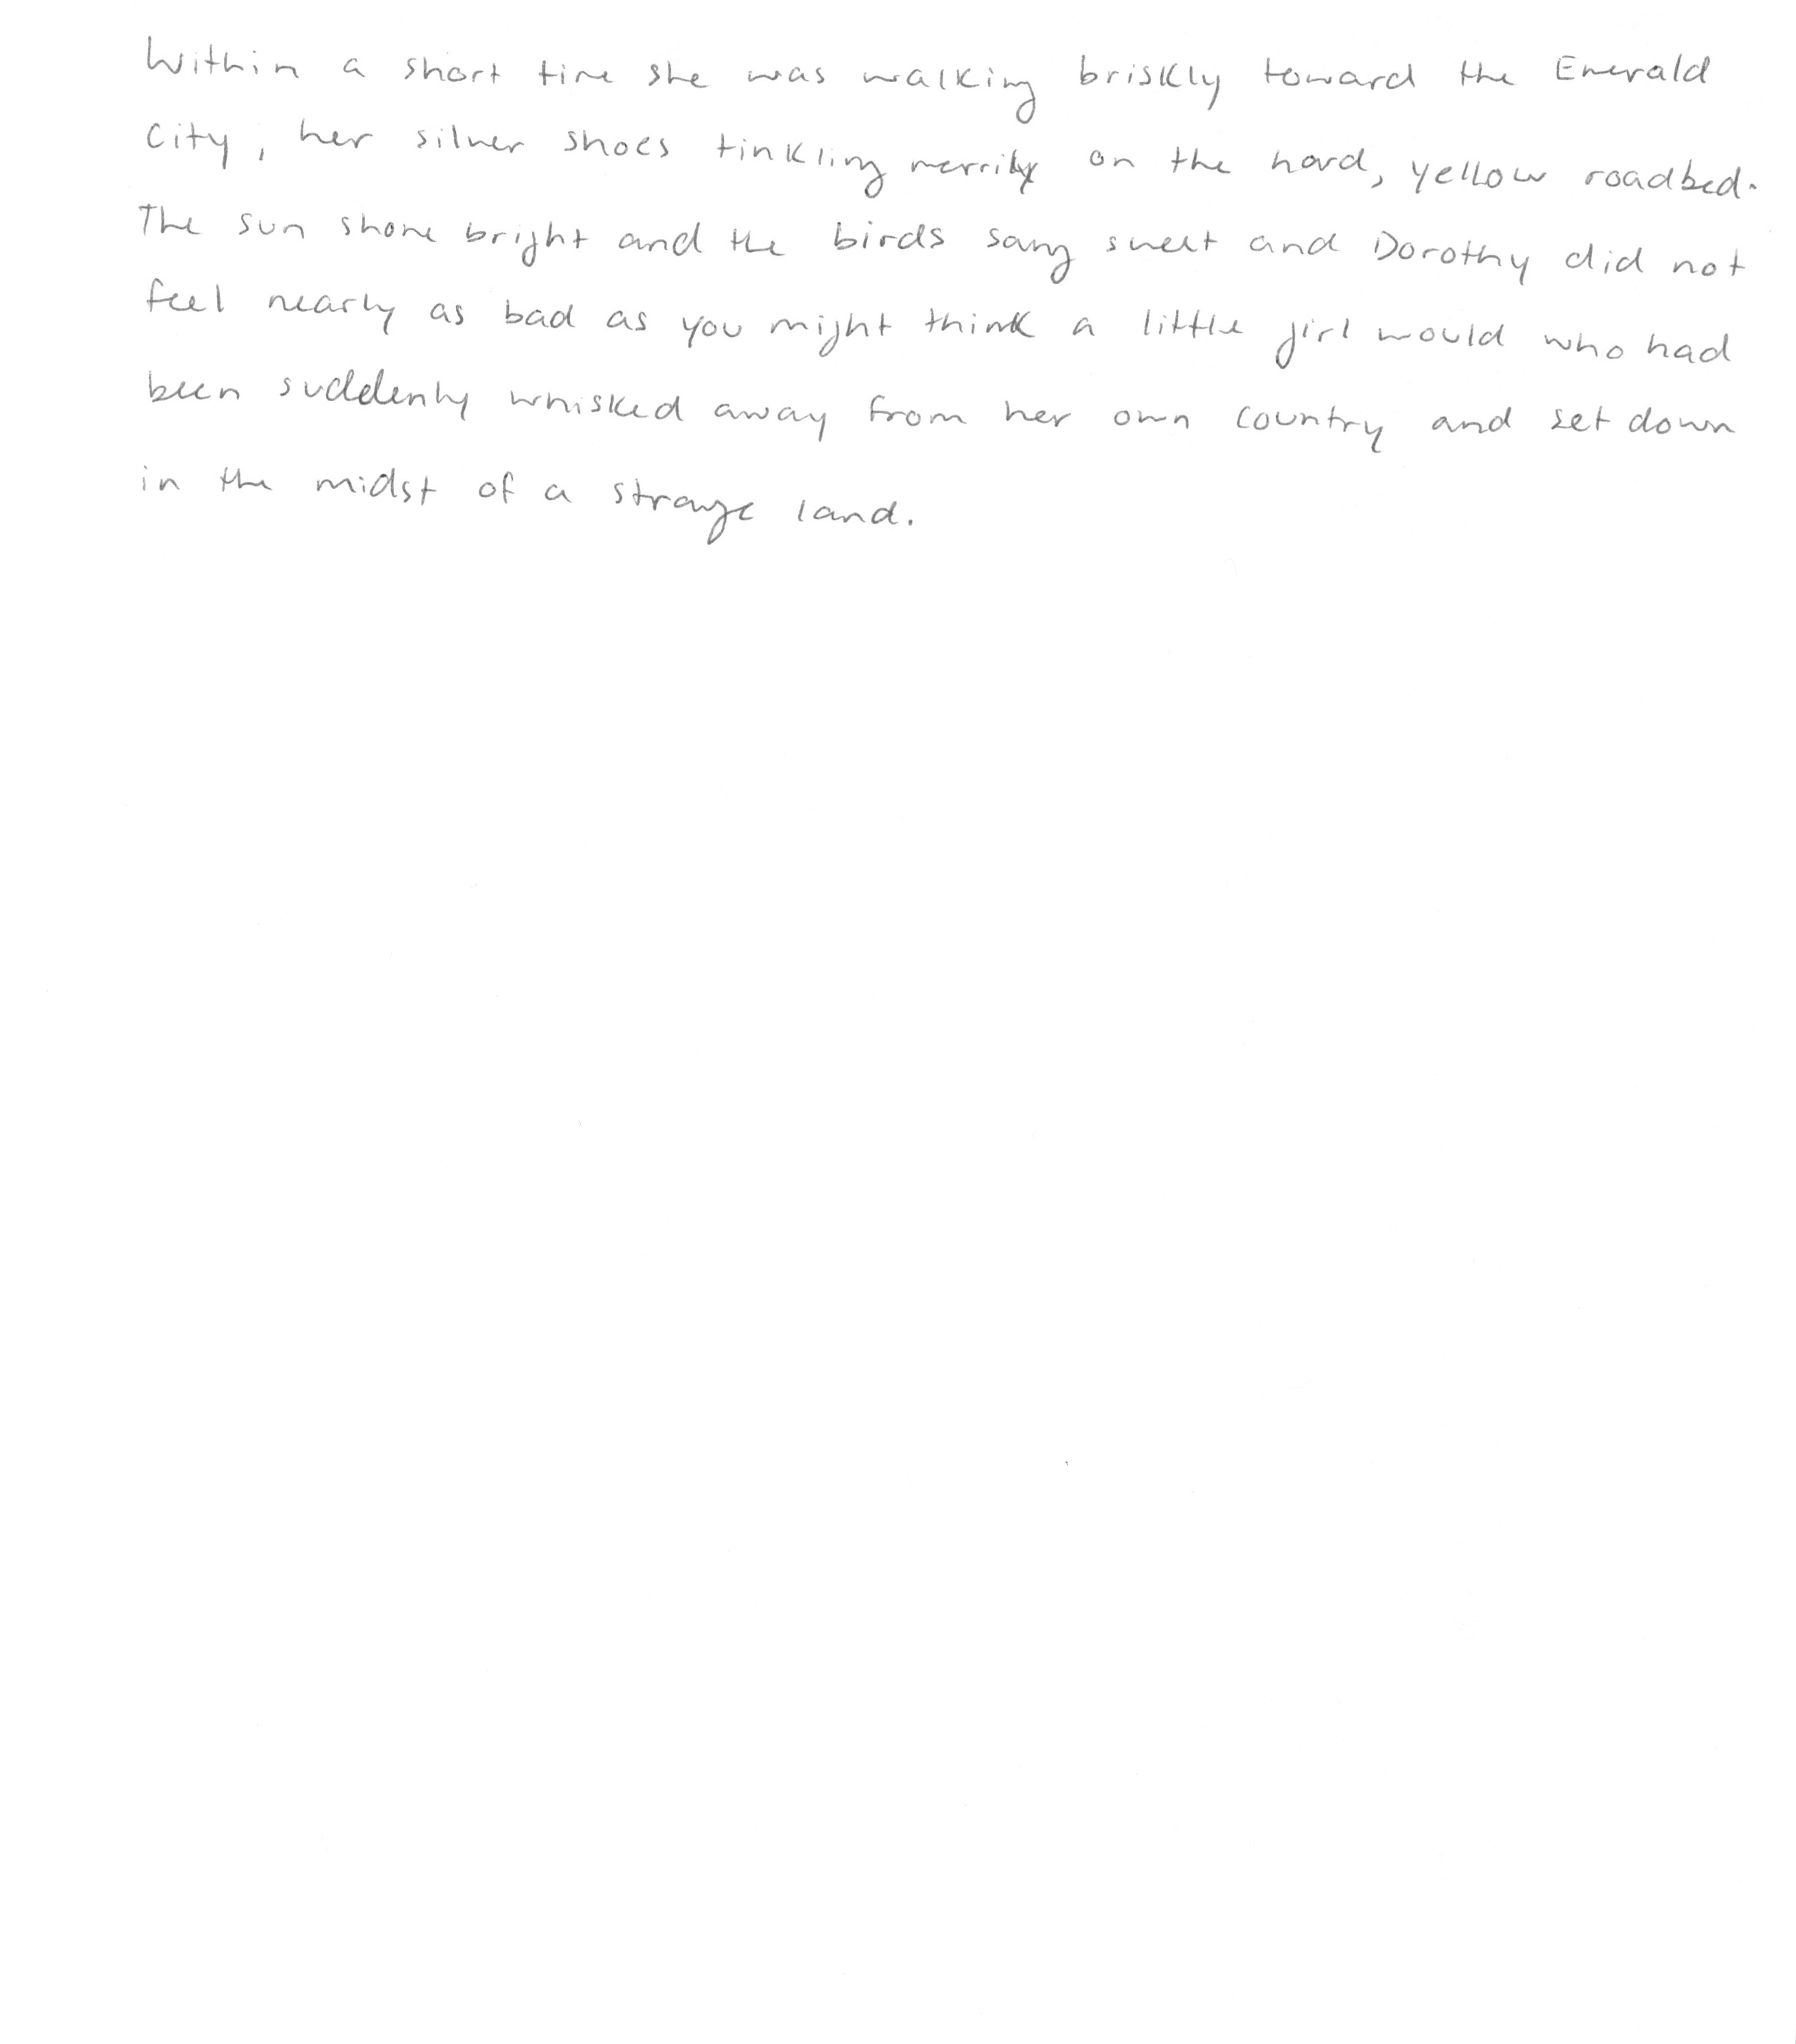 Within a short time she was walking briskly toward the Emerald
City, her silver shoes tinkling merrily on the hard, yellow roadbed.
The sun shone bright and the birds sang sweet and Dorothy did not
feel nearly as bad as you might think a little girl would who had
been suddenly whisked away from her own country and set down
in the midst of a strange land.